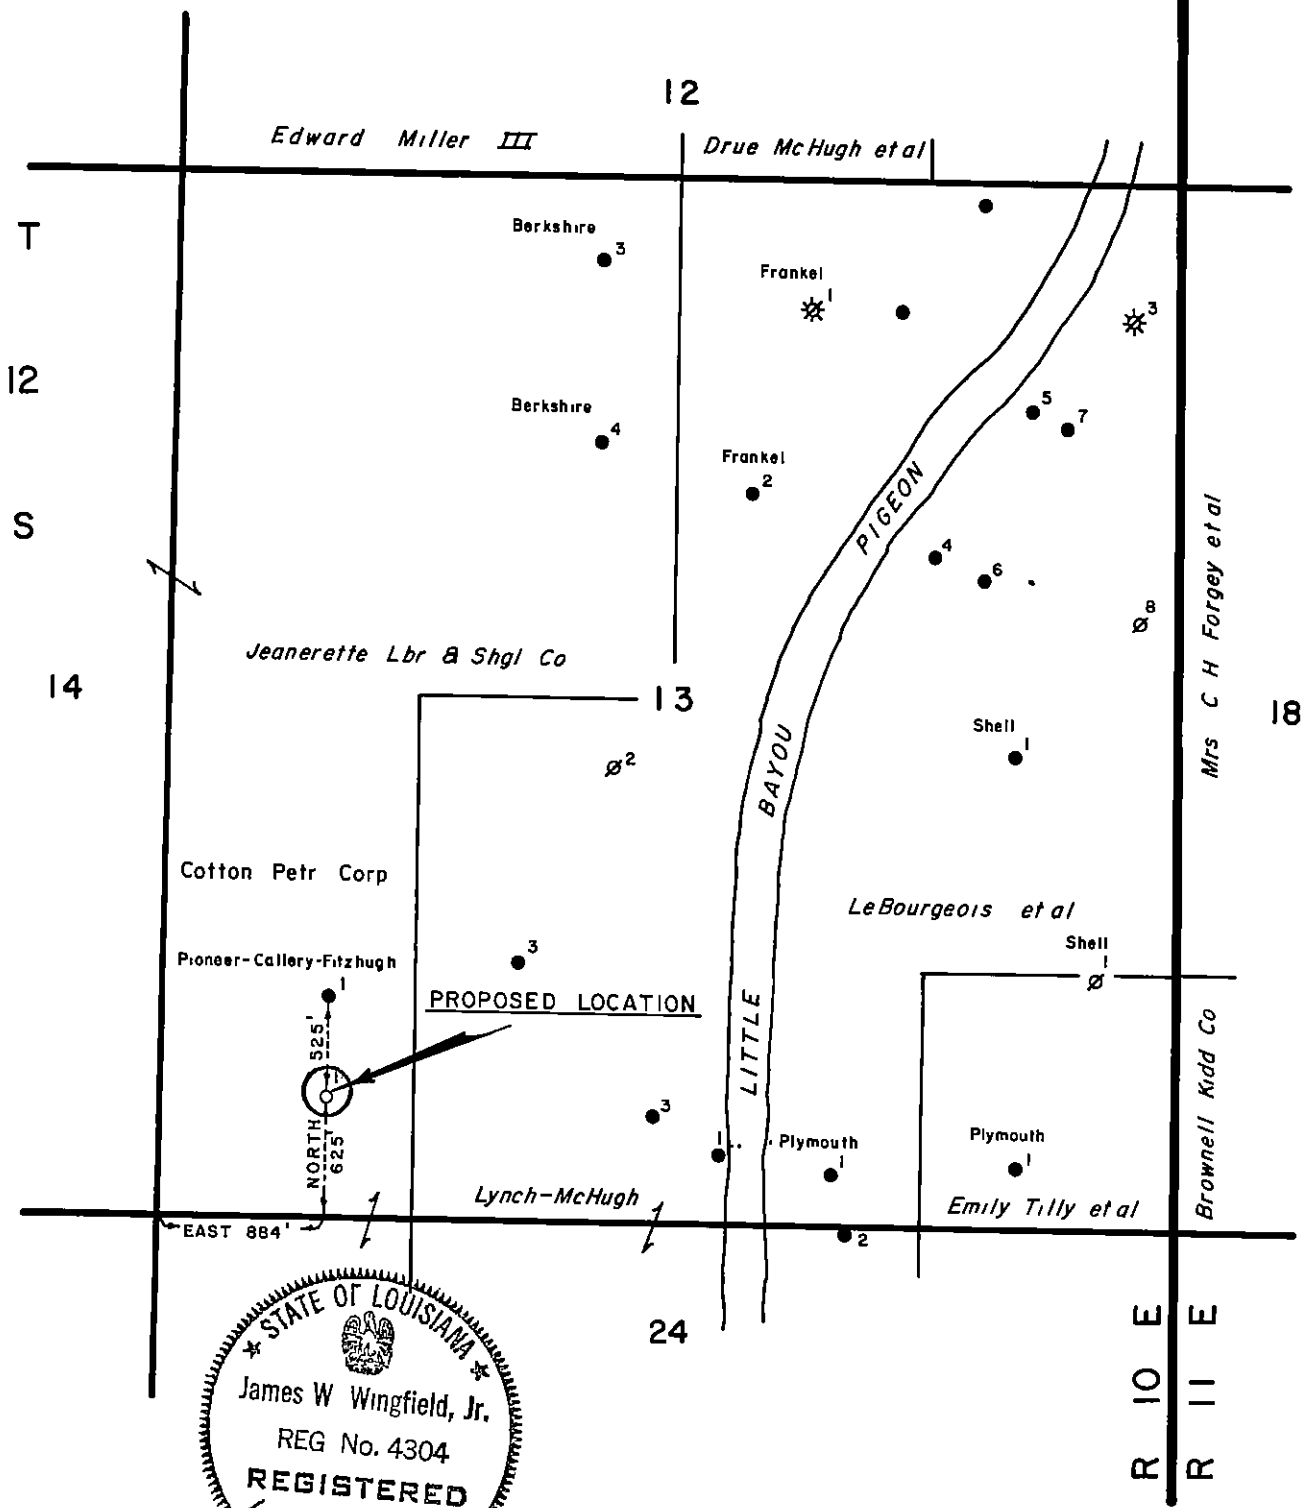 12
Edward Miller III
Drue McHugh et al
T
12
S
Berkshire
3
Frankel
1
3
Berkshire
4
5
7
Frankel
2
PIGEON
4
6
8
Mrs C H Forgey et al
Jeanerette Lbr & Shgl Co
14
13
18
2
Shell
1
BAYOU
Cotton Petr Corp
LeBourgeois et al
Shell
1
Pioneer-Callery-Fitzhugh
1
3
PROPOSED LOCATION
525'
1
LITTLE
NORTH
625'
3
1
Plymouth
1
Plymouth
1
Brownell Kidd Co
Lynch-McHugh
Emily Tilly et al
EAST 884'
2
24
R 10 E
R 11 E
STATE OF LOUISIANA
James W Wingfield, Jr.
REG No. 4304
REGISTERED